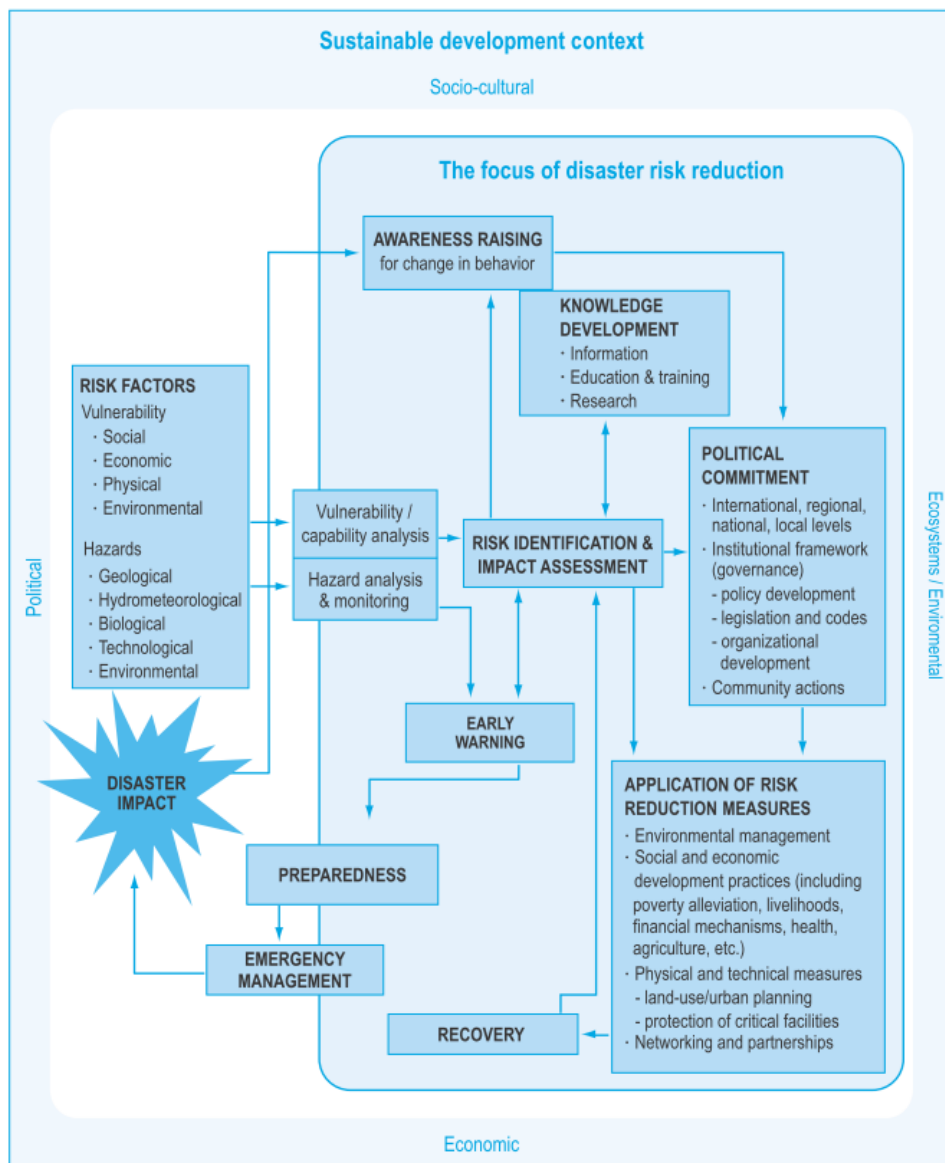 Sustainable development context
Socio-cultural
The focus of disaster risk reduction
AWARENESS RAISING
for change in behavior
KNOWLEDGE
DEVELOPMENT
· Information
· Education & training
· Research
RISK FACTORS
Vulnerability
· Social
· Economic
· Physical
· Environmental
Hazards
· Geological
· Hydrometeorological
· Biological
· Technological
· Environmental
Vulnerability /
capability analysis
Hazard analysis
& monitoring
RISK IDENTIFICATION &
IMPACT ASSESSMENT
POLITICAL
COMMITMENT
· International, regional,
national, local levels
· Institutional framework
(governance)
- policy development
- legislation and codes
- organizational
development
· Community actions
Political
Ecosystems / Enviromental
EARLY
WARNING
DISASTER
IMPACT
APPLICATION OF RISK
REDUCTION MEASURES
· Environmental management
· Social and economic
development practices (including
poverty alleviation, livelihoods,
financial mechanisms, health,
agriculture, etc.)
· Physical and technical measures
- land-use/urban planning
- protection of critical facilities
· Networking and partnerships
PREPAREDNESS
EMERGENCY
MANAGEMENT
RECOVERY
Economic